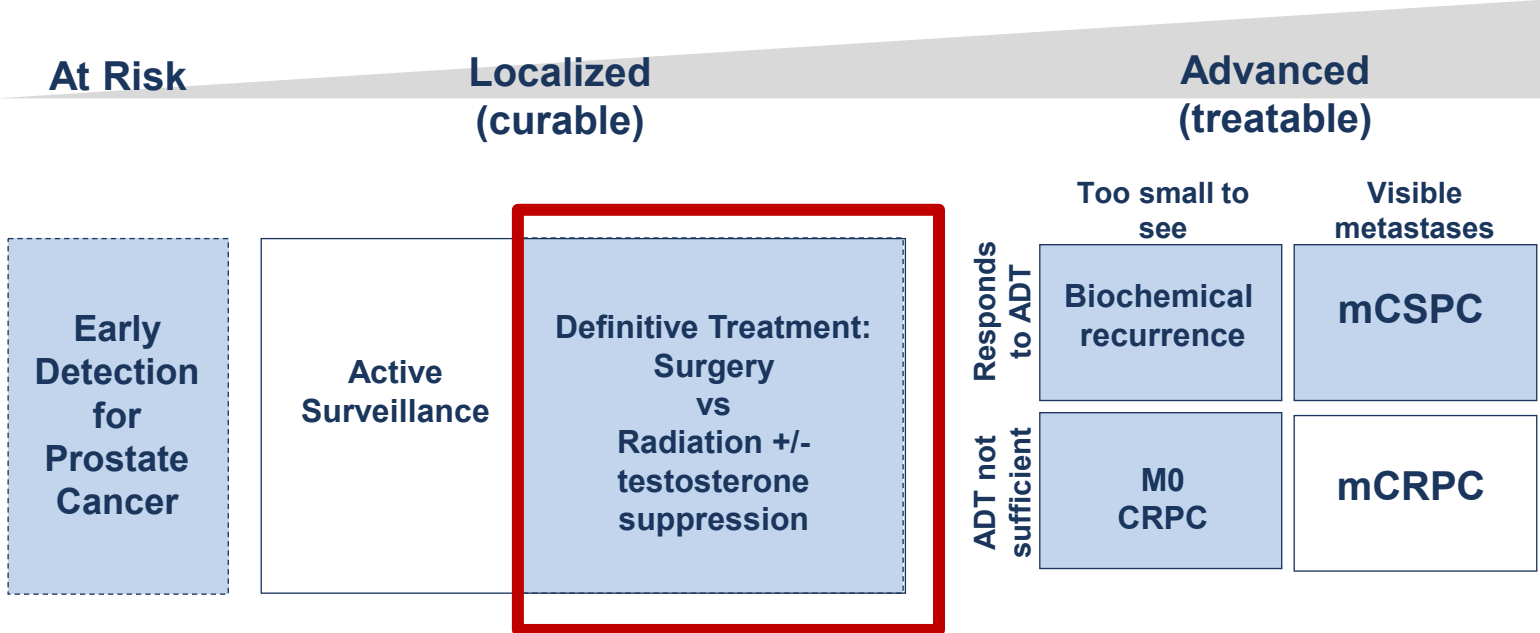 At Risk
Localized
(curable)
Advanced
(treatable)
Early
Detection
for
Prostate
Cancer
Active
Surveillance
Definitive Treatment:
Surgery
vs
Radiation +/-
testosterone
suppression
Too small to
see
Visible
metastases
Responds
to ADT
Biochemical
recurrence
mCSPC
ADT not
sufficient
M0
CRPC
mCRPC